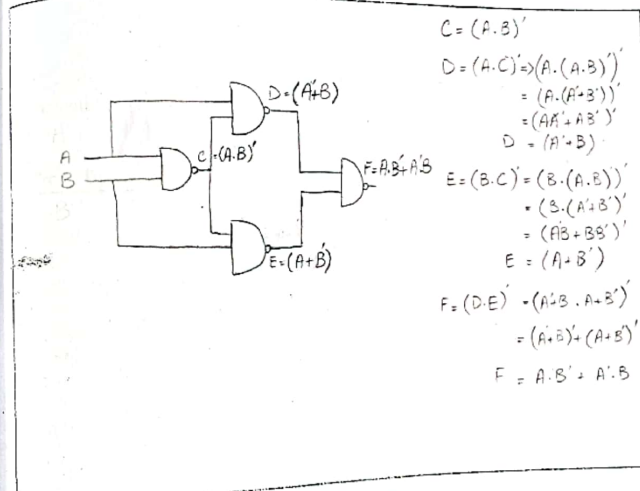 C = (A.B)'
D = (A.C)' => (A.(A.B)')'
= (A.(A'+B'))'
= (AA'+AB')'
D = (A'+B)
E = (B.C)' = (B.(A.B)')'
= (B.(A'+B'))'
= (A'B+BB')'
E = (A+B')
F = (D.E)' = (A'+B . A+B')'
= (A'+B)'+(A+B')'
F = A.B' + A'.B
D=(A'+B)
A
B
C =(A.B)'
F=A.B'+A'B
E=(A+B')